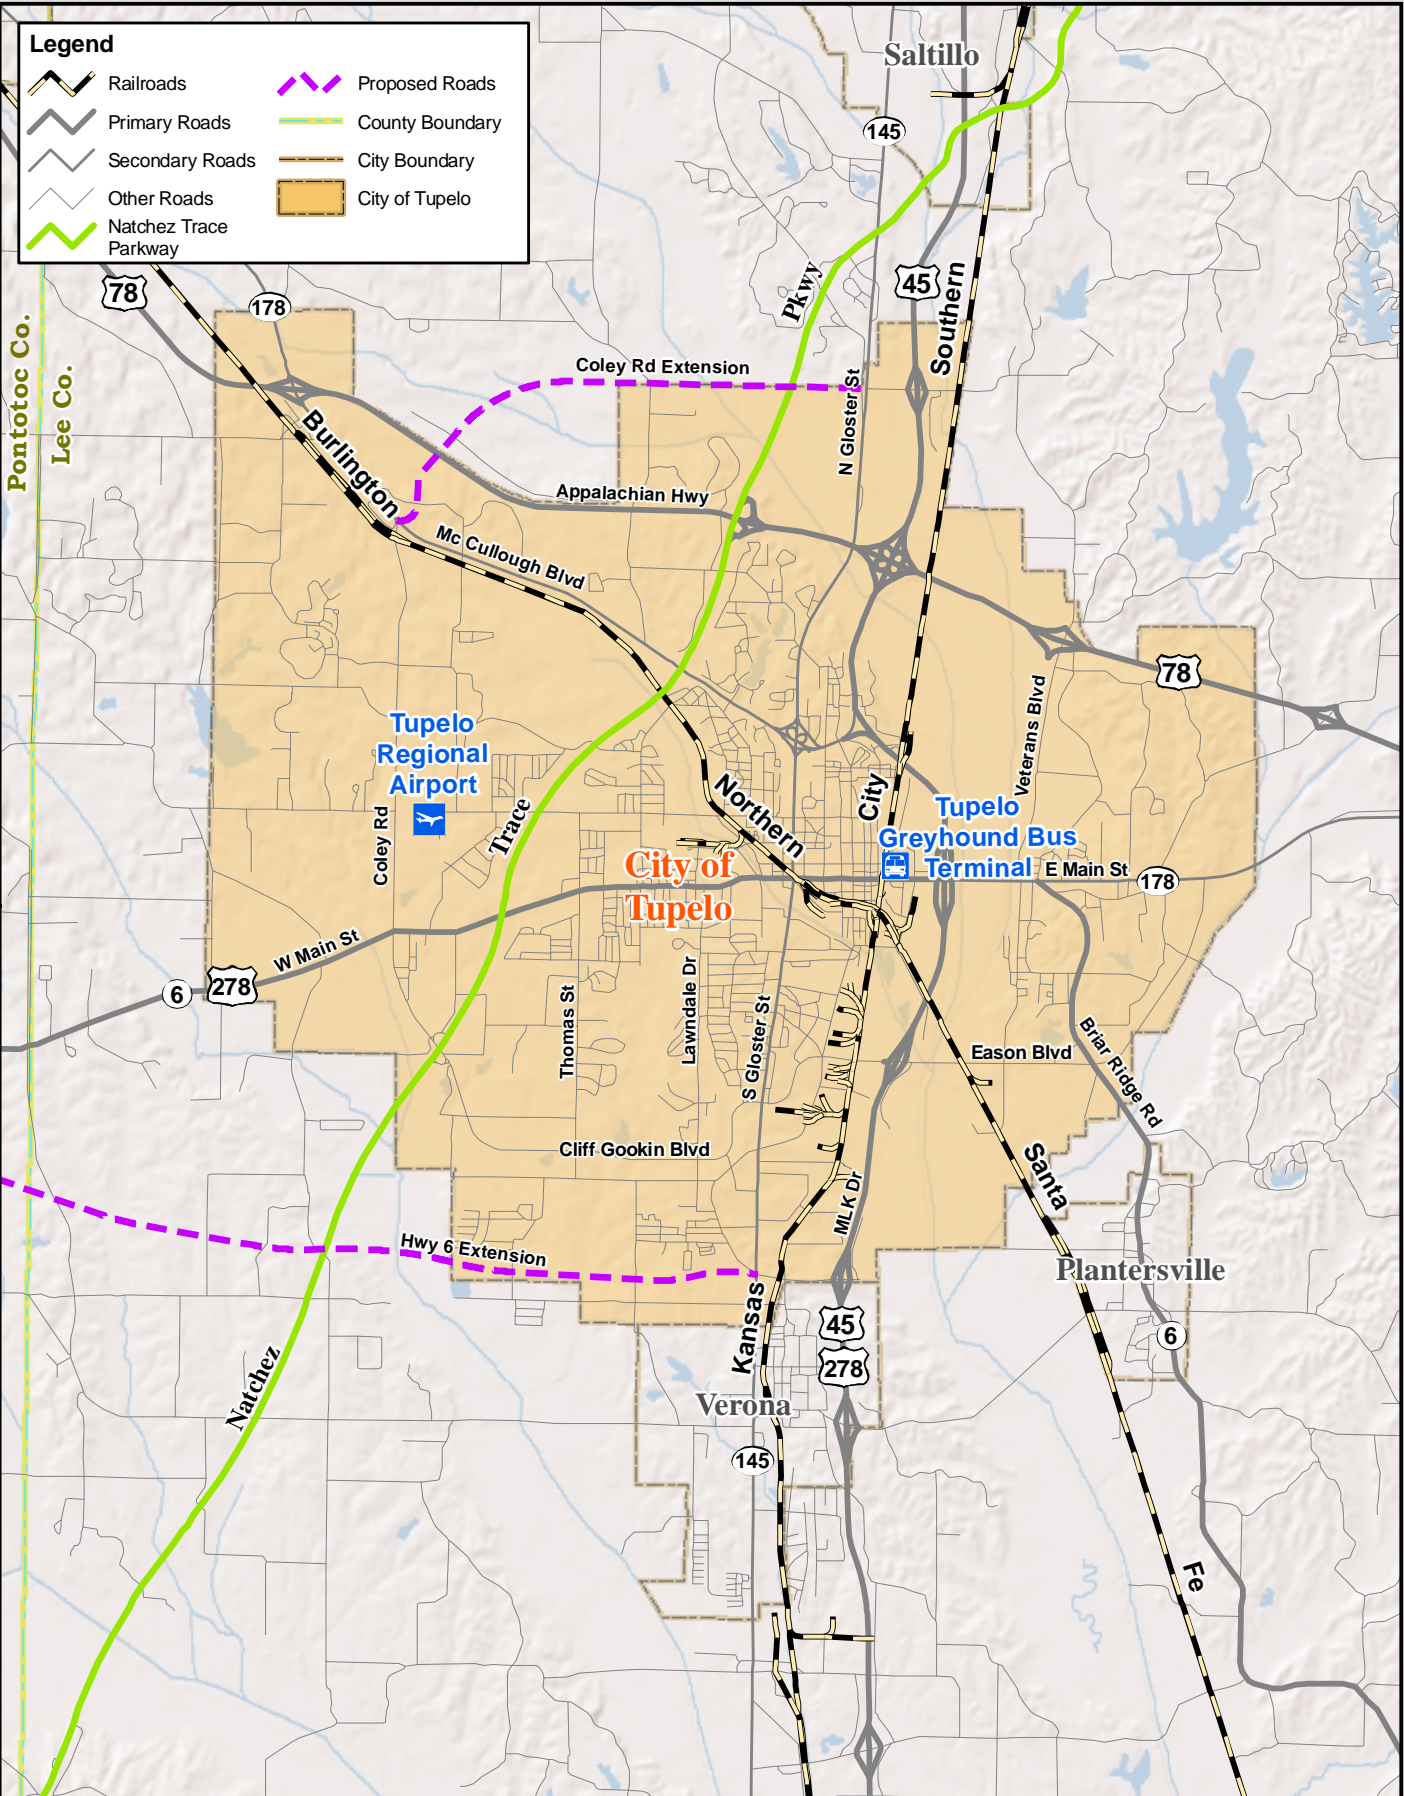 Legend
Railroads
Primary Roads
Secondary Roads
Other Roads
Natchez Trace
Parkway
Proposed Roads
County Boundary
City Boundary
City of Tupelo
Saltillo
145
78
178
45
Southern
Pkwy
Pontotoc Co.
Lee Co.
Coley Rd Extension
N Gloster St
Burlington
Appalachian Hwy
Mc Cullough Blvd
78
Veterans Blvd
Tupelo
Regional
Airport
Coley Rd
Trace
Northern
City
Tupelo
Greyhound Bus
Terminal
E Main St
178
City of
Tupelo
W Main St
6
278
Thomas St
Lawndale Dr
S Gloster St
Eason Blvd
Briar Ridge Rd
Cliff Gookin Blvd
Santa
MLK Dr
Hwy 6 Extension
Plantersville
Kansas
45
278
6
Natchez
Verona
145
Fe